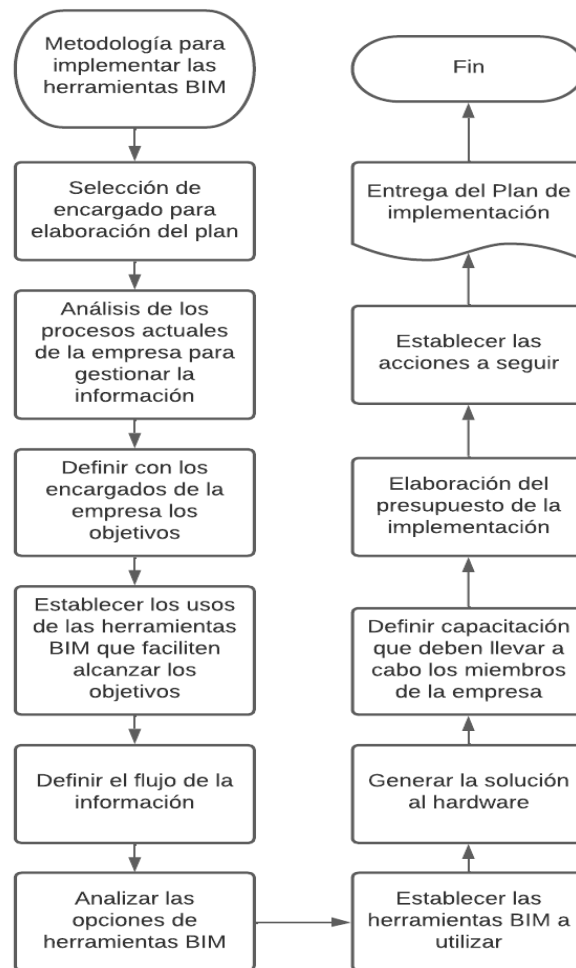 Metodología para
implementar las
herramientas BIM
Selección de
encargado para
elaboración del plan
Análisis de los
procesos actuales
de la empresa para
gestionar la
información
Definir con los
encargados de la
empresa los
objetivos
Establecer los usos
de las herramientas
BIM que faciliten
alcanzar los
objetivos
Definir el flujo de la
información
Analizar las
opciones de
herramientas BIM
Establecer las
herramientas BIM a
utilizar
Generar la solución
al hardware
Definir capacitación
que deben llevar a
cabo los miembros
de la empresa
Elaboración del
presupuesto de la
implementación
Establecer las
acciones a seguir
Entrega del Plan de
implementación
Fin